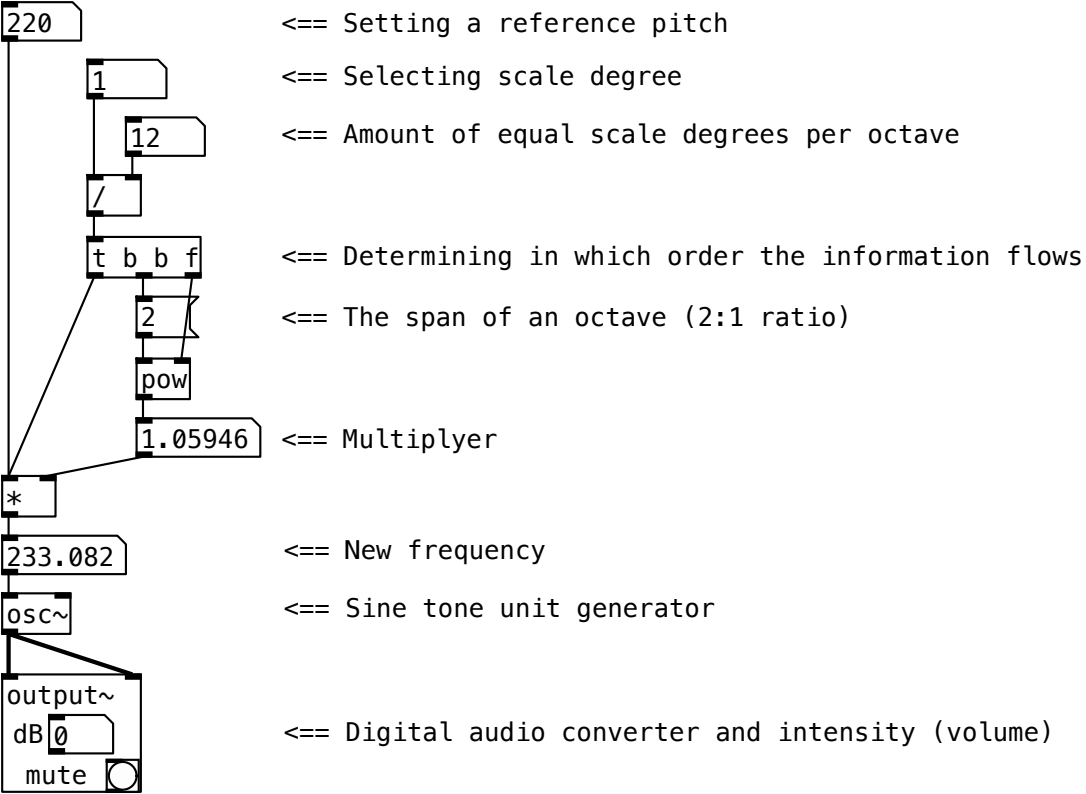 220 <== Setting a reference pitch
1 <== Selecting scale degree
12 <== Amount of equal scale degrees per octave
/
t b b f <== Determining in which order the information flows
2 <== The span of an octave (2:1 ratio)
pow
1.05946 <== Multiplyer
*
233.082 <== New frequency
osc~ <== Sine tone unit generator
output~
dB 0 <== Digital audio converter and intensity (volume)
mute